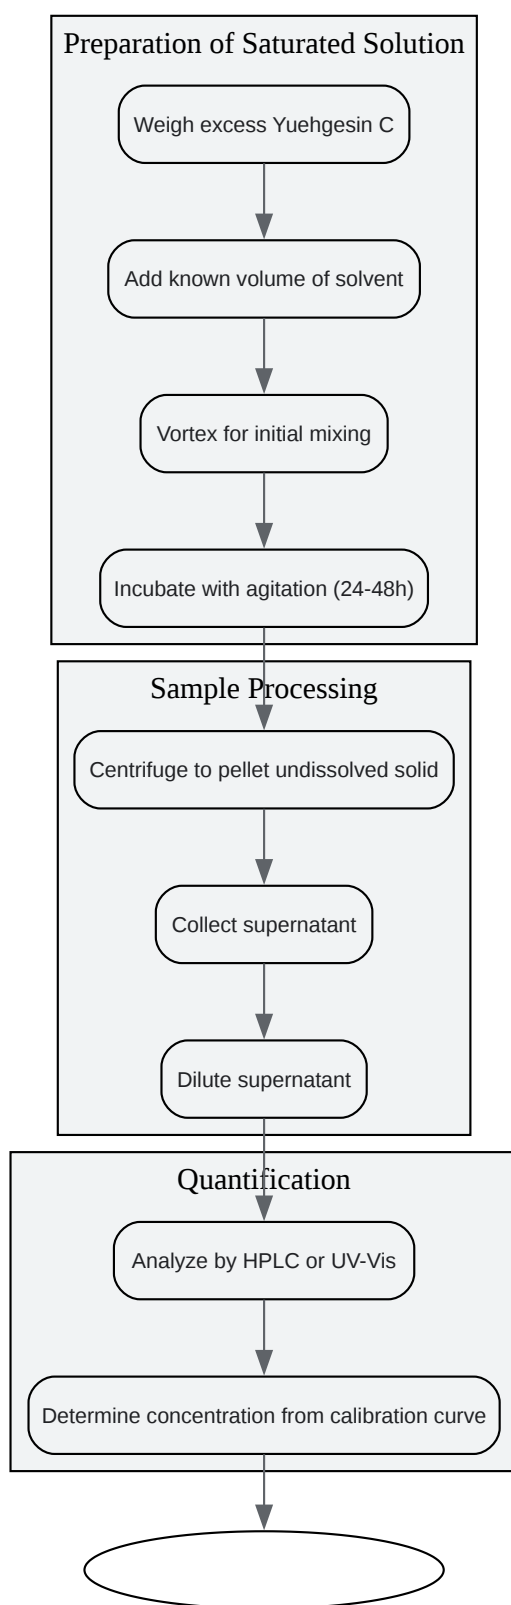 Preparation of Saturated Solution
Weigh excess Yuehgesin C
Add known volume of solvent
Vortex for initial mixing
Incubate with agitation (24-48h)
Sample Processing
Centrifuge to pellet undissolved solid
Collect supernatant
Dilute supernatant
Quantification
Analyze by HPLC or UV-Vis
Determine concentration from calibration curve